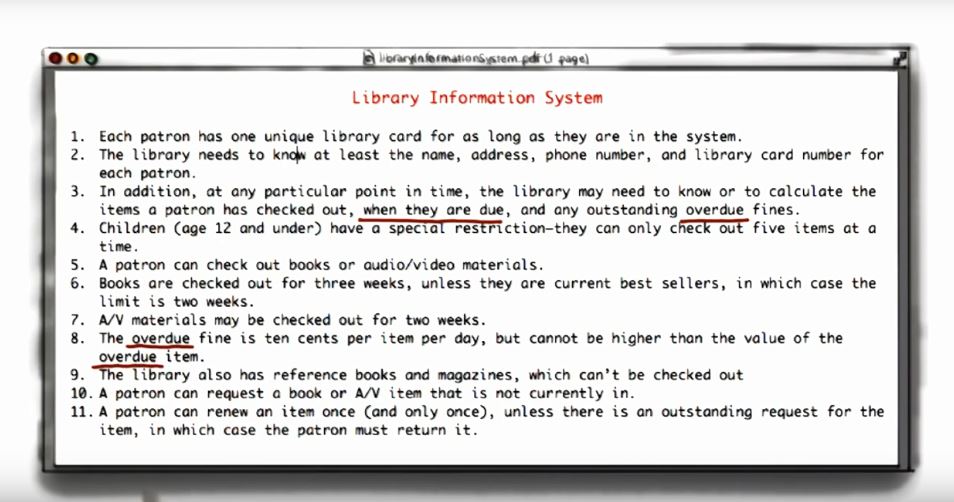 libraryInformationSystem.pdf (1 page)
Library Information System
1. Each patron has one unique library card for as long as they are in the system.
2. The library needs to know at least the name, address, phone number, and library card number for
each patron.
3. In addition, at any particular point in time, the library may need to know or to calculate the
items a patron has checked out, when they are due, and any outstanding overdue fines.
4. Children (age 12 and under) have a special restriction—they can only check out five items at a
time.
5. A patron can check out books or audio/video materials.
6. Books are checked out for three weeks, unless they are current best sellers, in which case the
limit is two weeks.
7. A/V materials may be checked out for two weeks.
8. The overdue fine is ten cents per item per day, but cannot be higher than the value of the
overdue item.
9. The library also has reference books and magazines, which can't be checked out
10. A patron can request a book or A/V item that is not currently in.
11. A patron can renew an item once (and only once), unless there is an outstanding request for the
item, in which case the patron must return it.